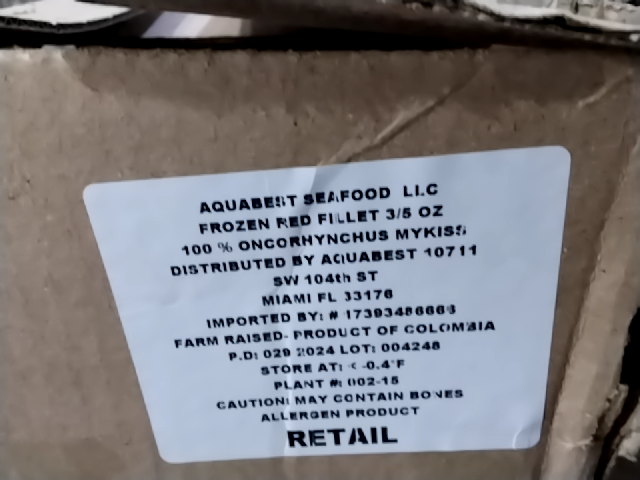 AQUABEST SEAFOOD LLC
FROZEN RED FILLET 3/5 OZ
100 % ONCORHYNCHUS MYKISS
DISTRIBUTED BY AQUABEST 10711
SW 104th ST
MIAMI FL 33176
IMPORTED BY: #
FARM RAISED- PRODUCT OF COLOMBIA
P.D: 029 2024 LOT: 004248
STORE AT: < -0.4°F
PLANT #: 002-15
CAUTION: MAY CONTAIN BONES
ALLERGEN PRODUCT
RETAIL